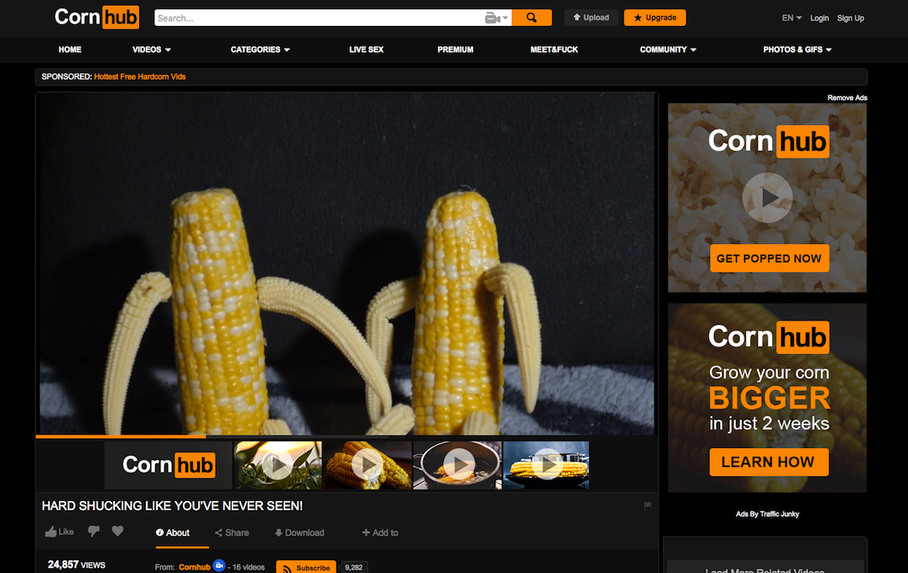 Corn hub
Search...
Upload
Upgrade
EN
Login
Sign Up
HOME
VIDEOS
CATEGORIES
LIVE SEX
PREMIUM
MEET&FUCK
COMMUNITY
PHOTOS & GIFS
SPONSORED: Hottest Free Hardcorn Vids
Remove Ads
Corn hub
GET POPPED NOW
Corn hub
Grow your corn
BIGGER
in just 2 weeks
LEARN HOW
Ads By Traffic Junky
Corn hub
HARD SHUCKING LIKE YOU'VE NEVER SEEN!
Like
About
Share
Download
Add to
24,857 VIEWS
From: Cornhub - 16 videos
Subscribe
9,282
Load More Related Videos